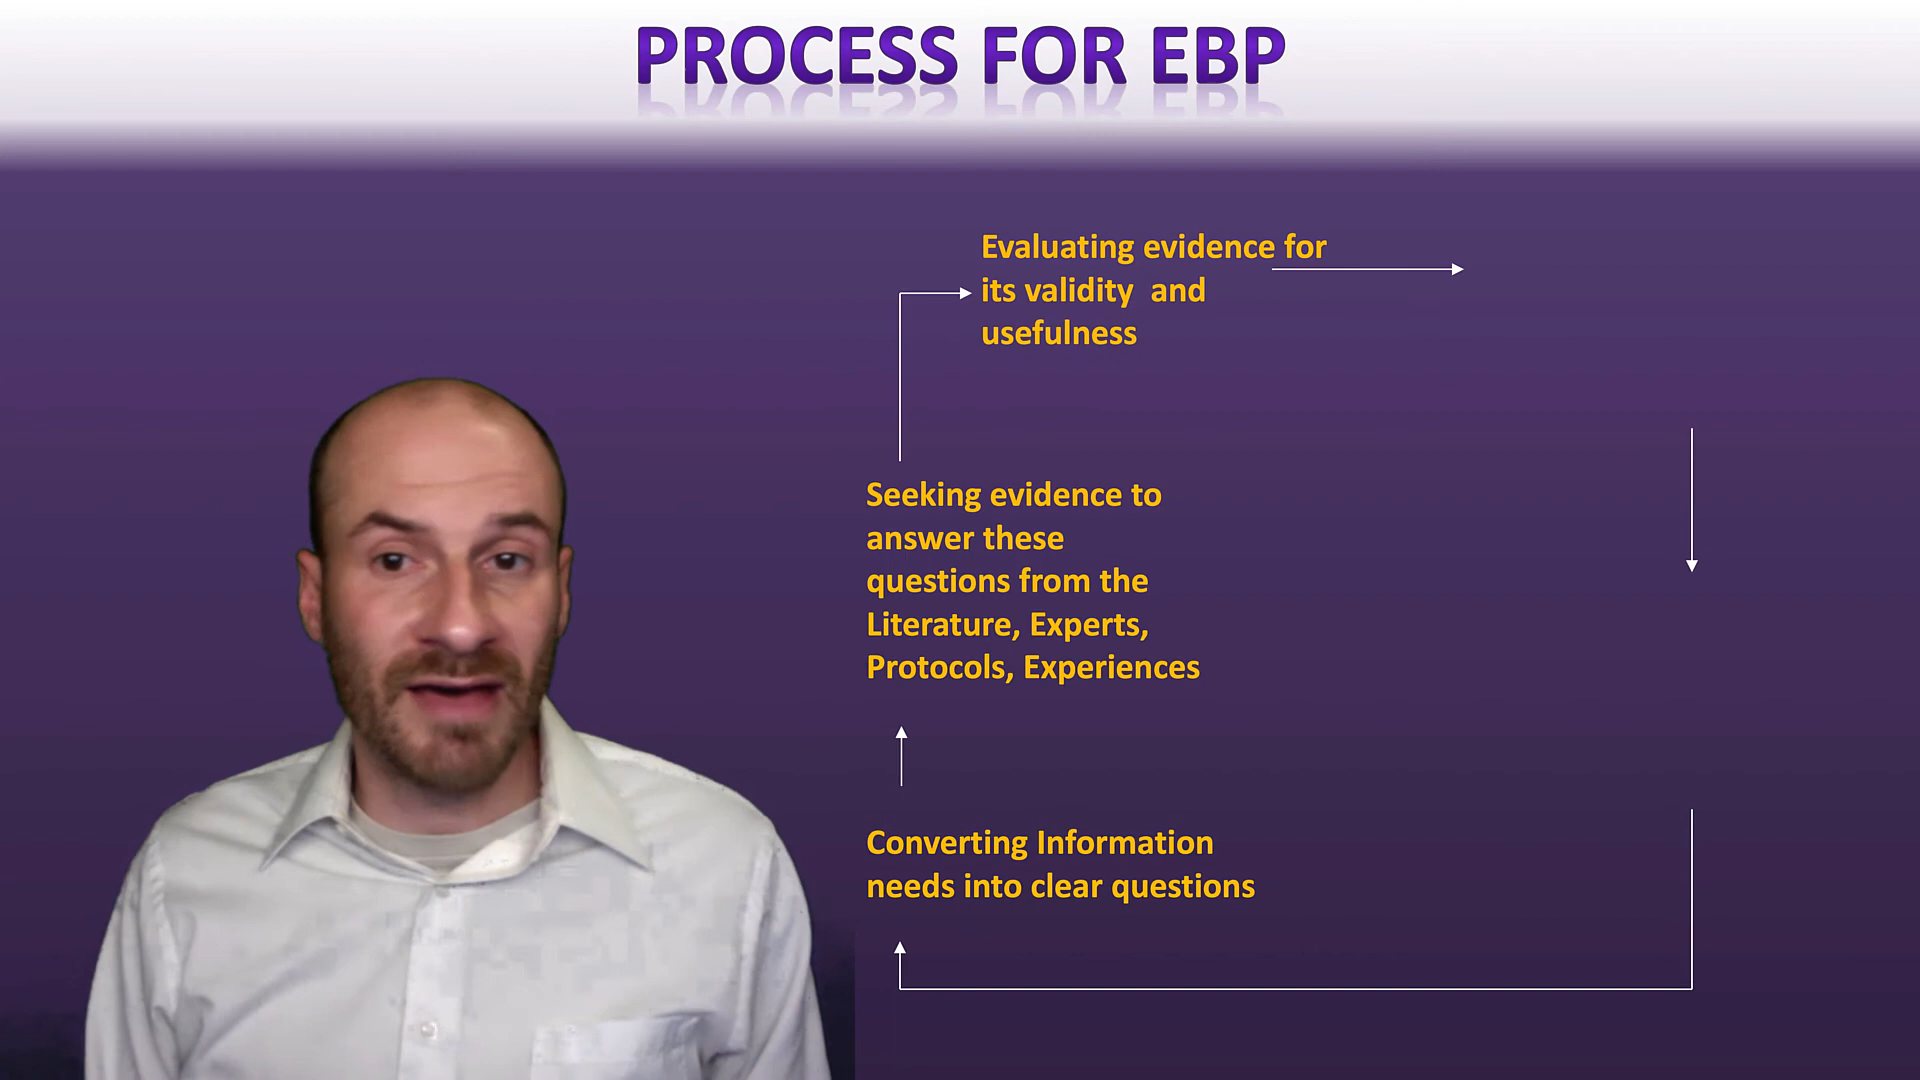 PROCESS FOR EBP
Evaluating evidence for
its validity  and
usefulness
Seeking evidence to
answer these
questions from the
Literature, Experts,
Protocols, Experiences
Converting Information
needs into clear questions